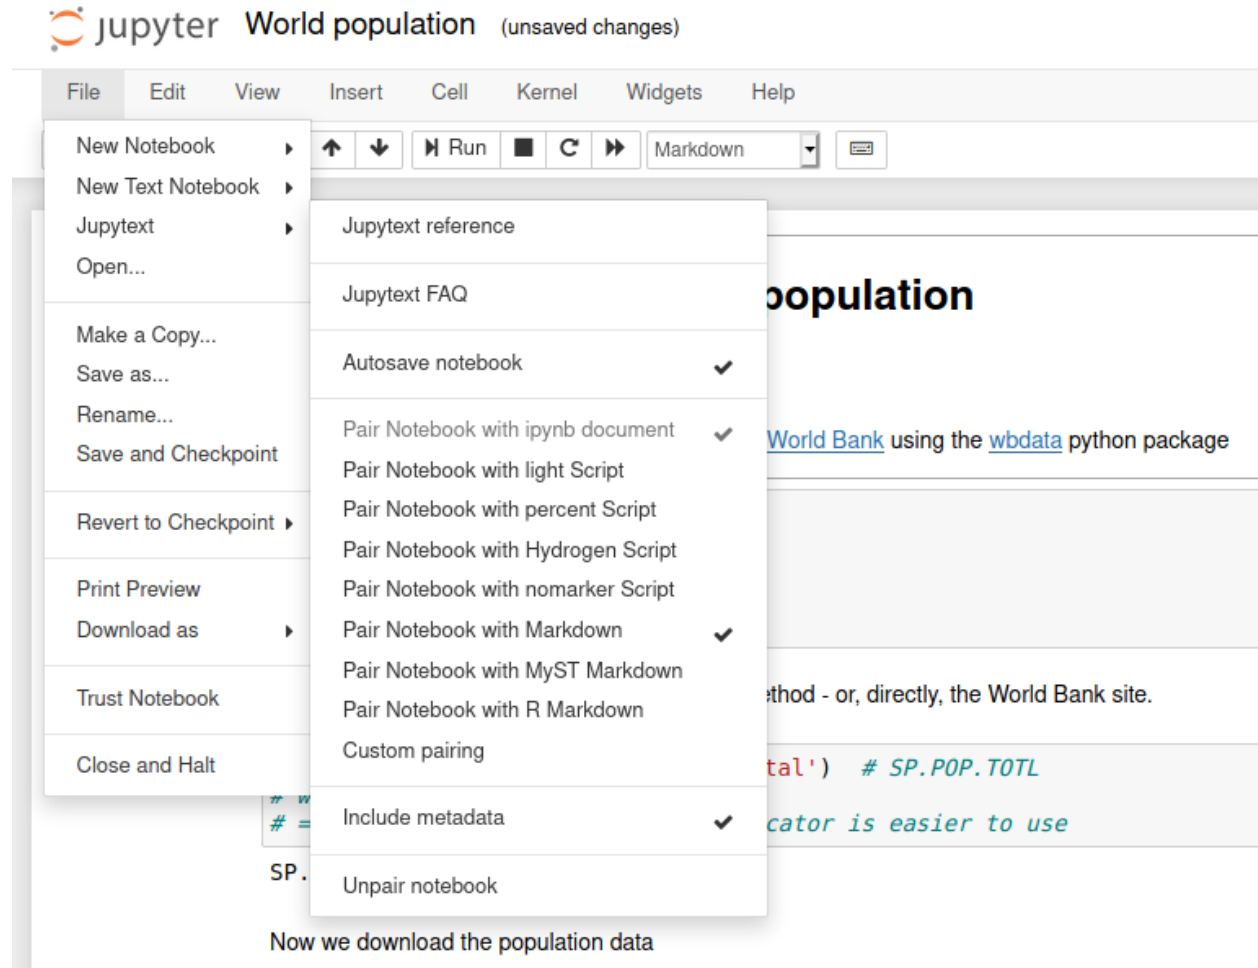 jupyter World population (unsaved changes)
File Edit View Insert Cell Kernel Widgets Help
Run Markdown
New Notebook
New Text Notebook
Jupytext
Open...
Make a Copy...
Save as...
Rename...
Save and Checkpoint
Revert to Checkpoint
Print Preview
Download as
Trust Notebook
Close and Halt
Jupytext reference
Jupytext FAQ
Autosave notebook
Pair Notebook with ipynb document
Pair Notebook with light Script
Pair Notebook with percent Script
Pair Notebook with Hydrogen Script
Pair Notebook with nomarker Script
Pair Notebook with Markdown
Pair Notebook with MyST Markdown
Pair Notebook with R Markdown
Custom pairing
Include metadata
Unpair notebook
population
World Bank using the wbdata python package
ethod - or, directly, the World Bank site.
tal') # SP.POP.TOTL
# w
# = cator is easier to use
SP.
Now we download the population data